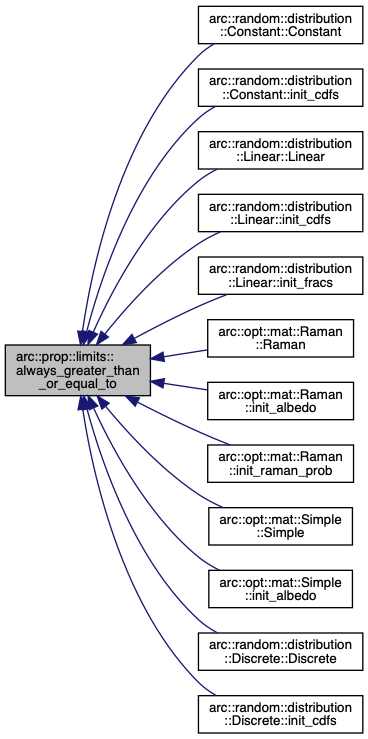 arc::random::distribution
::Constant::Constant
arc::random::distribution
::Constant::init_cdfs
arc::random::distribution
::Linear::Linear
arc::random::distribution
::Linear::init_cdfs
arc::random::distribution
::Linear::init_fracs
arc::prop::limits::
always_greater_than
_or_equal_to
arc::opt::mat::Raman
::Raman
arc::opt::mat::Raman
::init_albedo
arc::opt::mat::Raman
::init_raman_prob
arc::opt::mat::Simple
::Simple
arc::opt::mat::Simple
::init_albedo
arc::random::distribution
::Discrete::Discrete
arc::random::distribution
::Discrete::init_cdfs